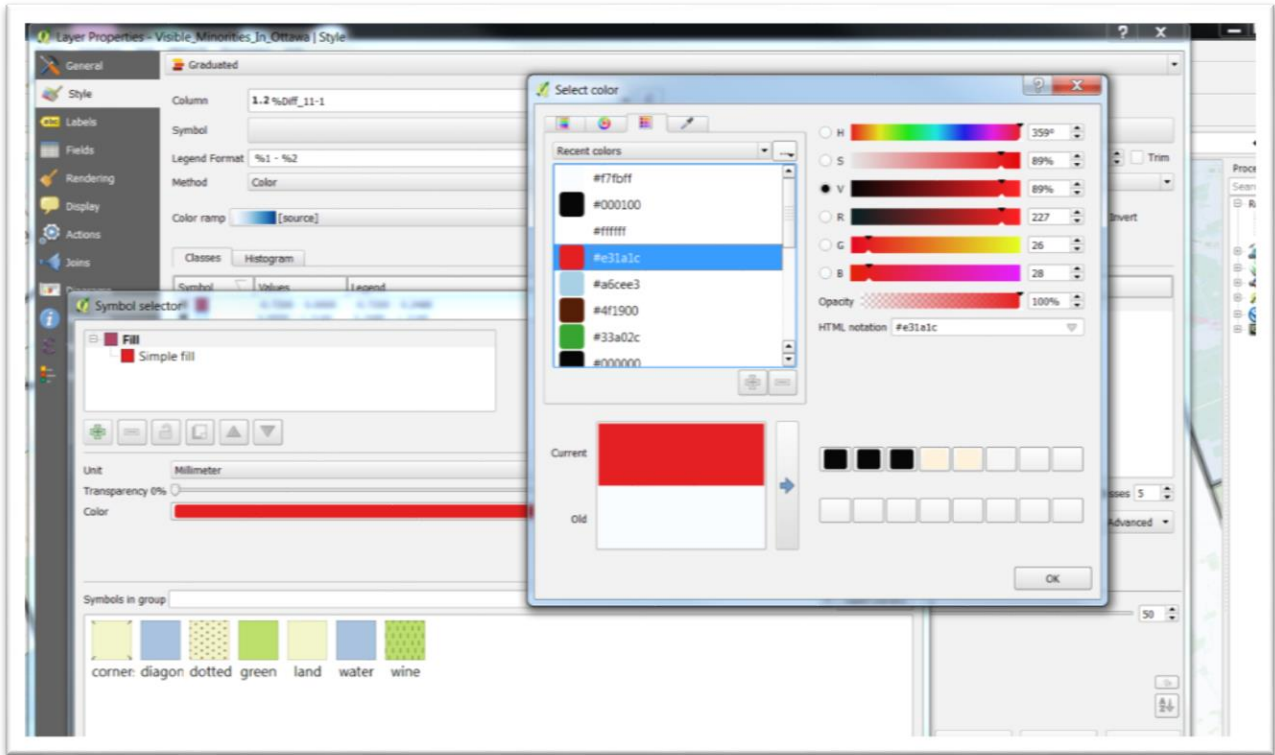 Layer Properties - Visible_Minorities_In_Ottawa | Style
General
Style
Labels
Fields
Rendering
Display
Actions
Joins
Graduated
Column 1.2 %Diff_11-1
Symbol
Legend Format %1 - %2
Trim
Method Color
Color ramp [source]
Invert
Classes Histogram
Symbol Values Legend
5
Advanced
Symbol selector
Fill
Simple fill
Unit Millimeter
Transparency 0%
Color
Symbols in group
50
corner: diagon dotted green land water wine
Select color
Recent colors
#f7fbff
#000100
#ffffff
#e31a1c
#a6cee3
#4f1900
#33a02c
#000000
H 359°
S 89%
V 89%
R 227
G 26
B 28
Opacity 100%
HTML notation #e31a1c
Current
Old
OK